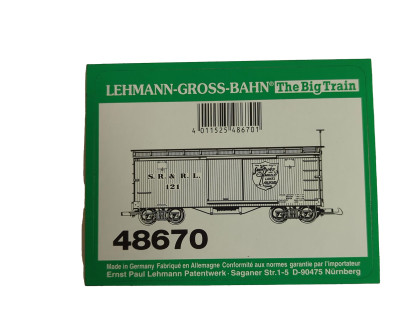 LEHMANN-GROSS-BAHN® The Big Train
4 011525 486701
S.R.& R.L.
121
48670
Made in Germany Fabriqué en Allemagne Conformité aux normes garantie par l'importateur
Ernst Paul Lehmann Patentwerk · Saganer Str.1-5 D-90475 Nürnberg